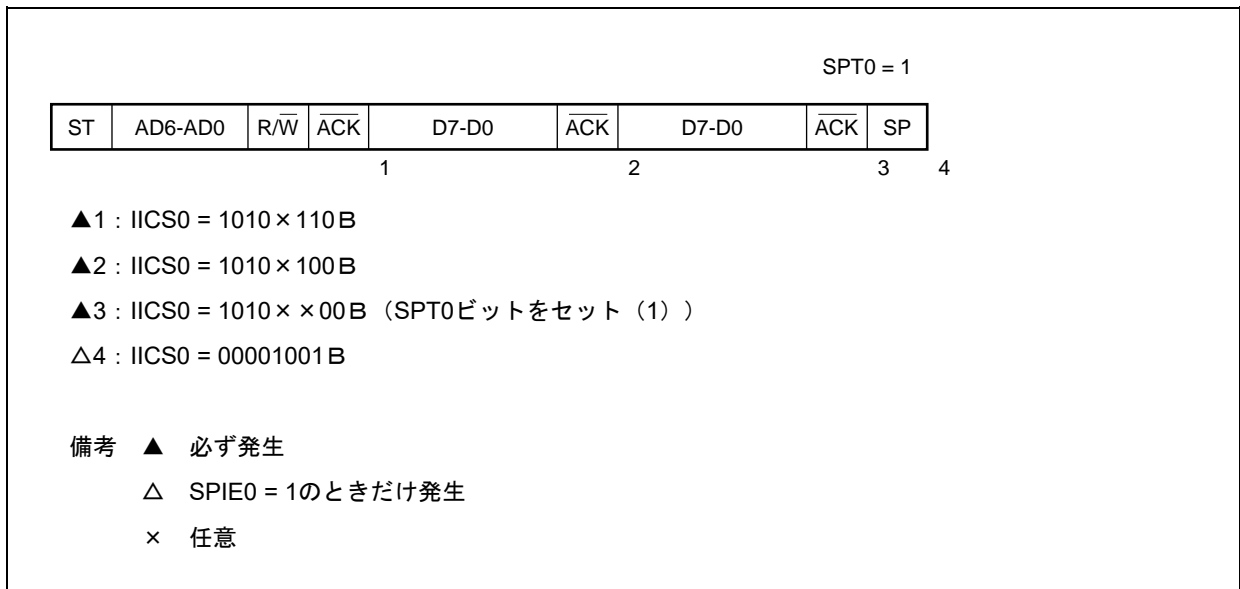 SPT0 = 1
ST AD6-AD0 R/W̅ A̅C̅K̅ D7-D0 A̅C̅K̅ D7-D0 A̅C̅K̅ SP
1 2 3 4
▲1：IICS0 = 1010×110Ｂ
▲2：IICS0 = 1010×100Ｂ
▲3：IICS0 = 1010××00Ｂ（SPT0ビットをセット（1））
△4：IICS0 = 00001001Ｂ
備考 ▲ 必ず発生
△ SPIE0 = 1のときだけ発生
× 任意